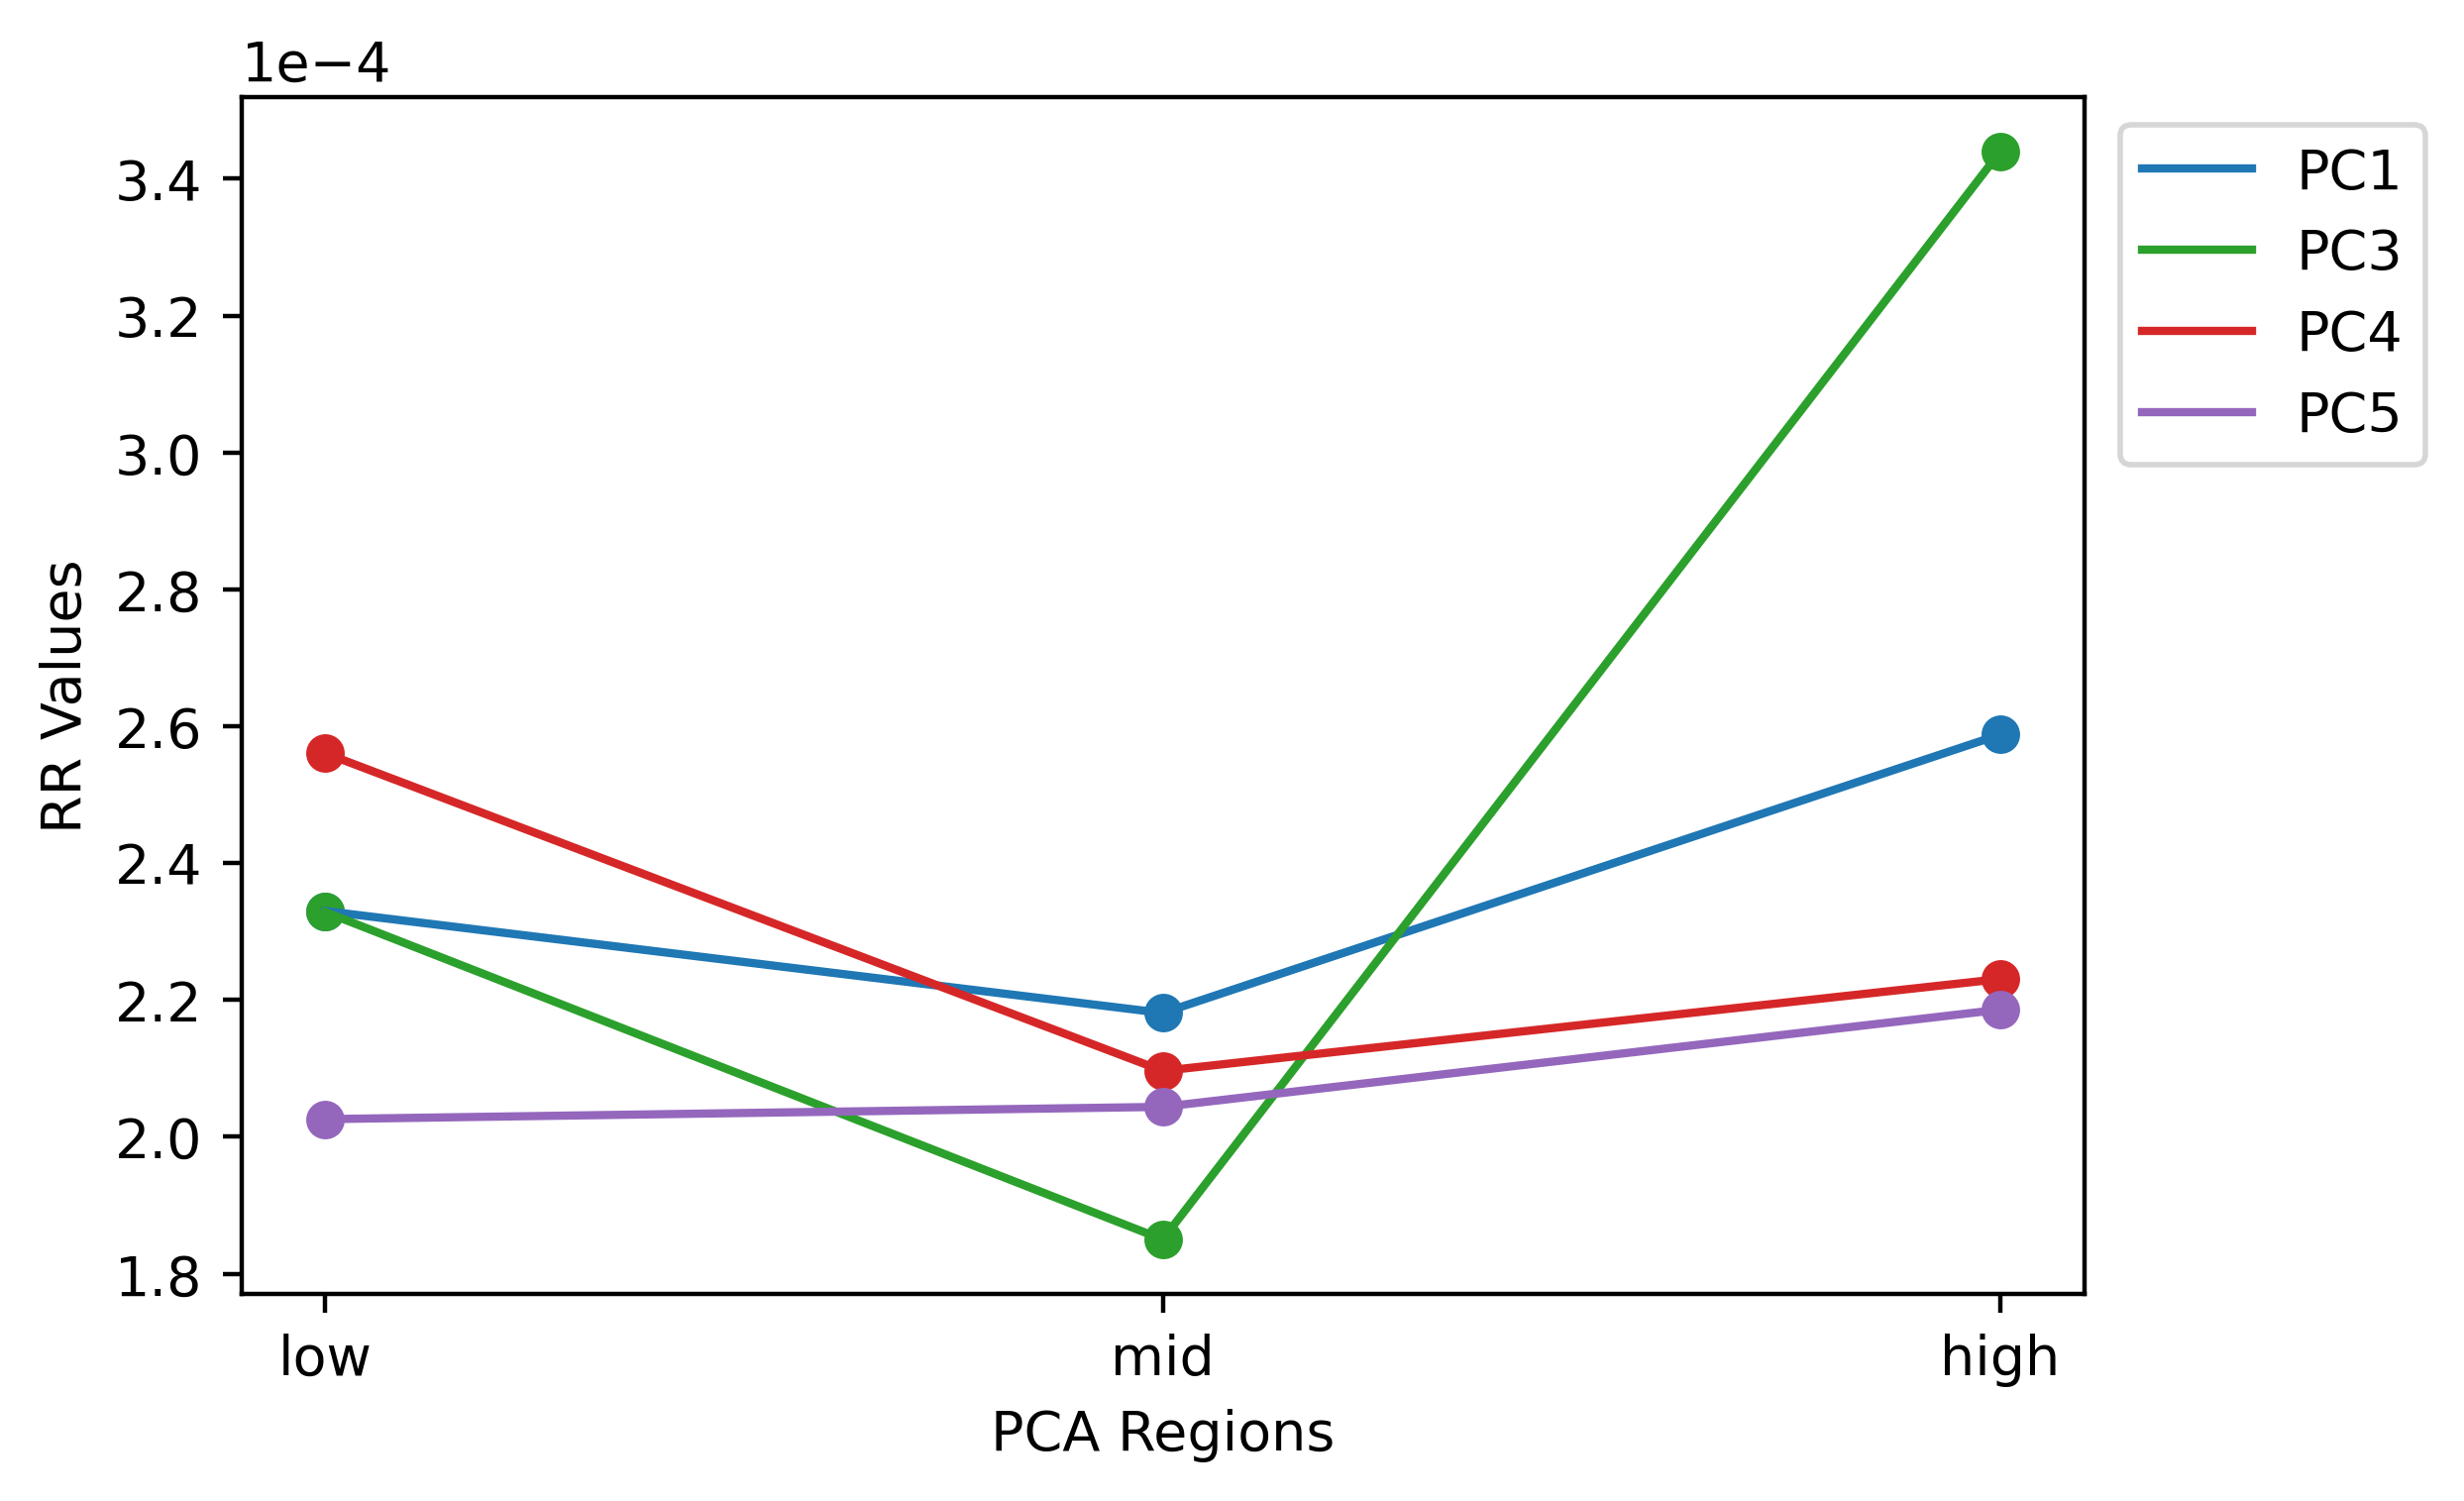 1e−4
3.4
3.2
3.0
2.8
2.6
2.4
2.2
2.0
1.8
RR Values
low mid high
PCA Regions
PC1
PC3
PC4
PC5